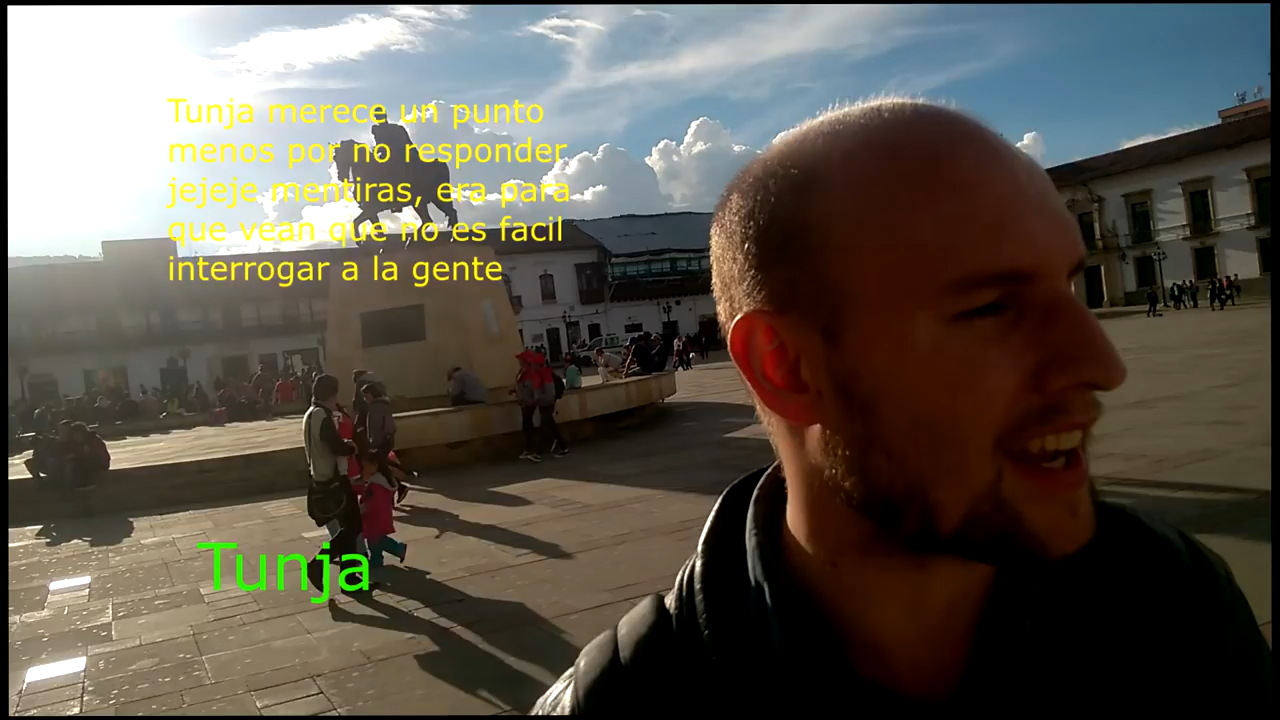 Tunja merece un punto
menos por no responder
jejeje mentiras, era para
que vean que no es facil
interrogar a la gente
Tunja